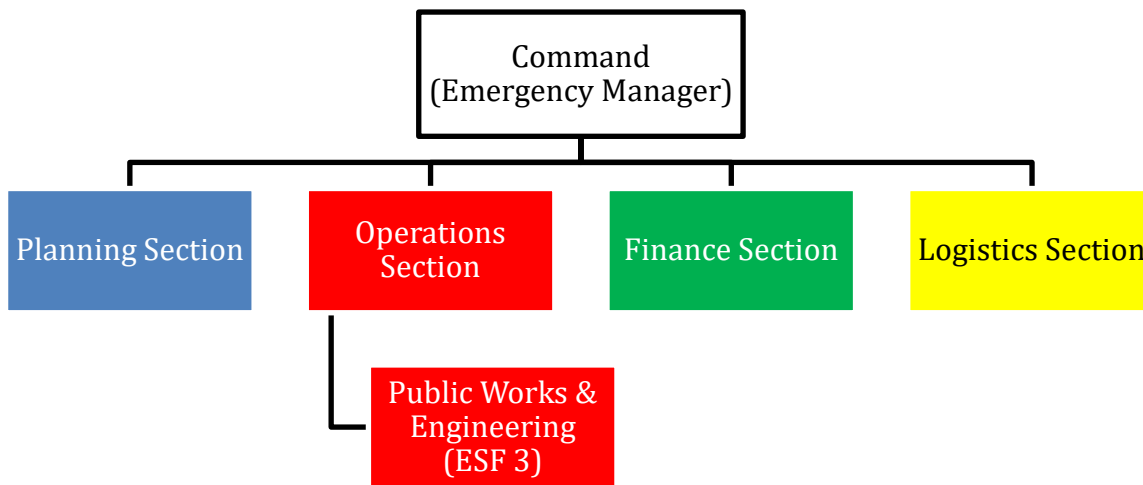 Command
(Emergency Manager)
Planning Section
Operations
Section
Finance Section
Logistics Section
Public Works &
Engineering
(ESF 3)